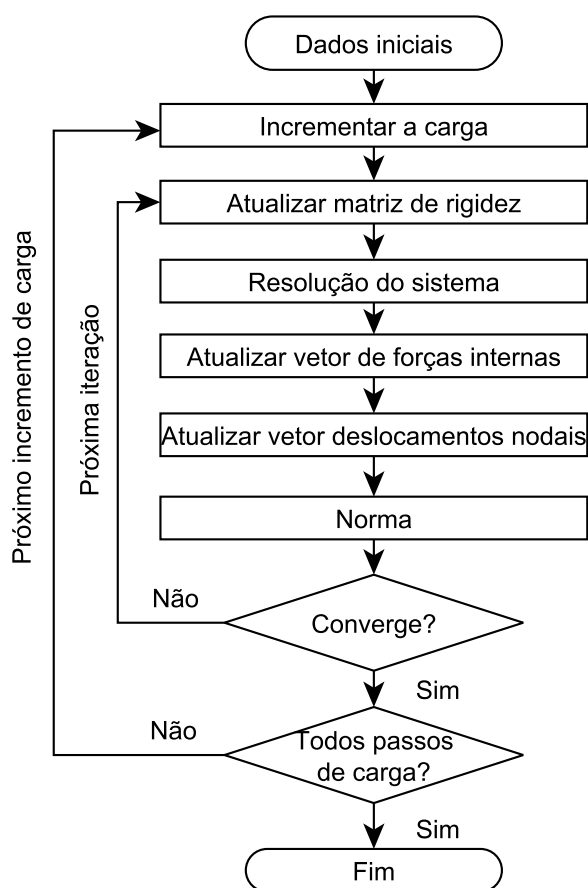 Dados iniciais
Incrementar a carga
Atualizar matriz de rigidez
Resolução do sistema
Atualizar vetor de forças internas
Atualizar vetor deslocamentos nodais
Norma
Converge?
Não
Próxima iteração
Sim
Todos passos
de carga?
Não
Próximo incremento de carga
Sim
Fim